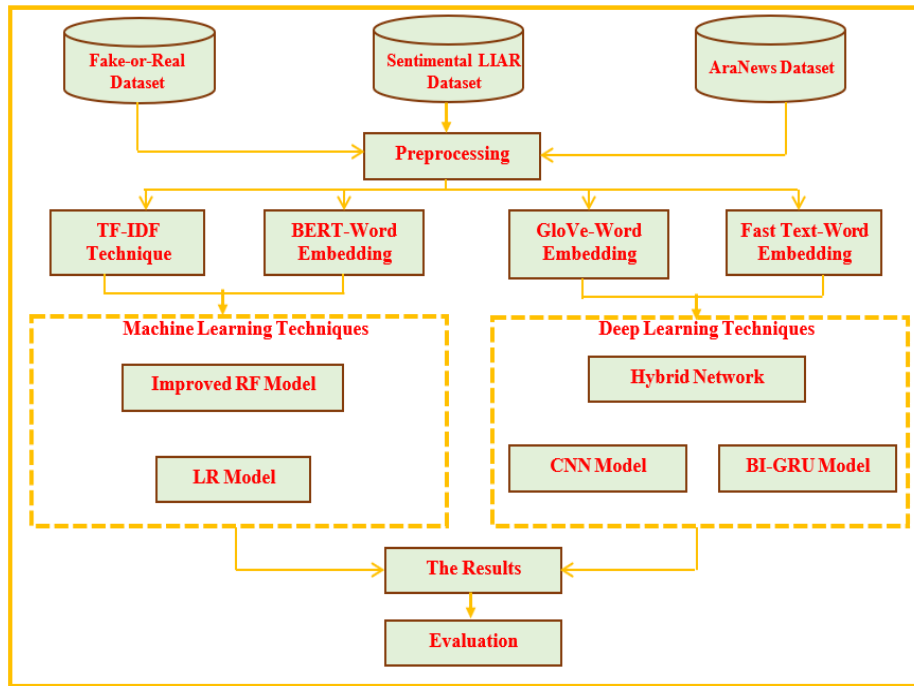 Fake-or-Real
Dataset
Sentimental LIAR
Dataset
AraNews Dataset
Preprocessing
TF-IDF
Technique
BERT-Word
Embedding
GloVe-Word
Embedding
Fast Text-Word
Embedding
Machine Learning Techniques
Improved RF Model
LR Model
Deep Learning Techniques
Hybrid Network
CNN Model
BI-GRU Model
The Results
Evaluation